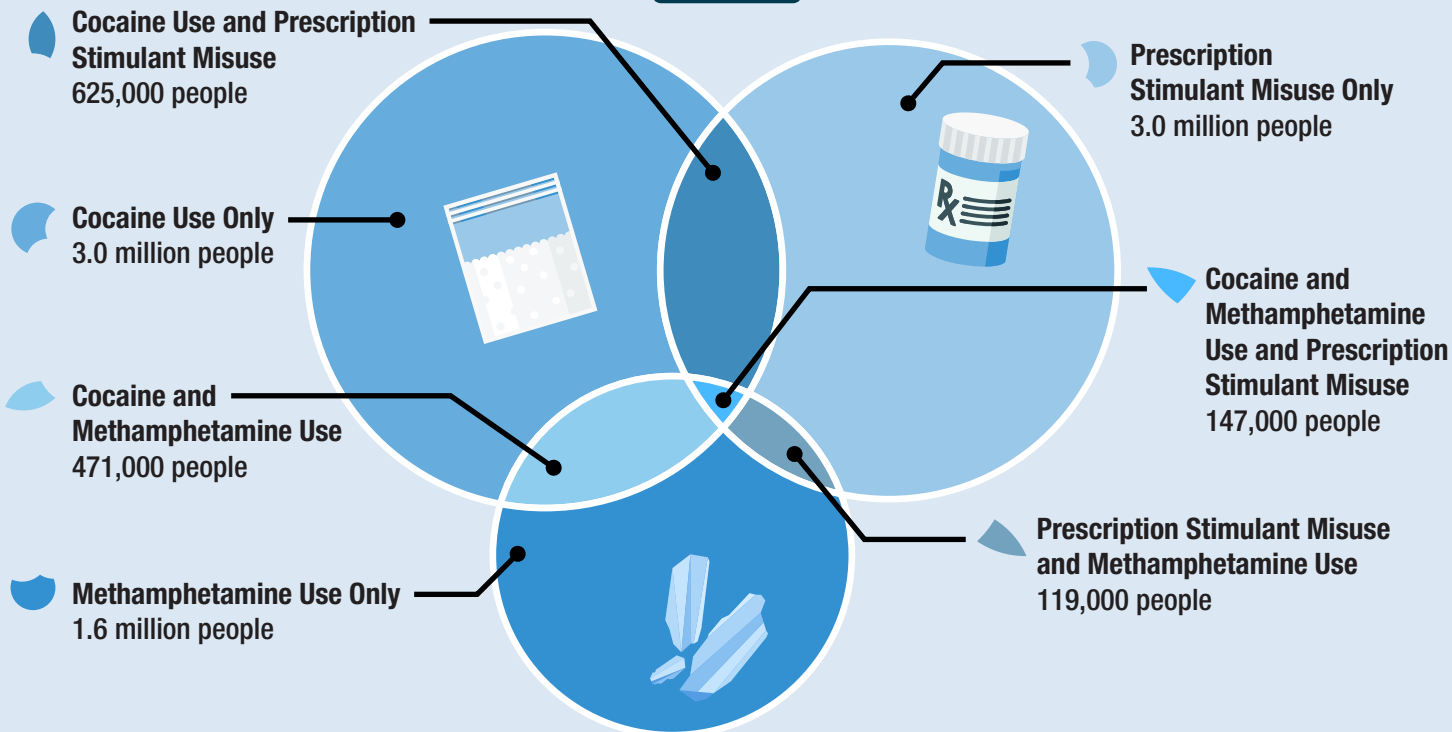 Cocaine Use and Prescription
Stimulant Misuse
625,000 people
Prescription
Stimulant Misuse Only
3.0 million people
Rx
Cocaine Use Only
3.0 million people
Cocaine and
Methamphetamine
Use and Prescription
Stimulant Misuse
147,000 people
Cocaine and
Methamphetamine Use
471,000 people
Prescription Stimulant Misuse
and Methamphetamine Use
119,000 people
Methamphetamine Use Only
1.6 million people